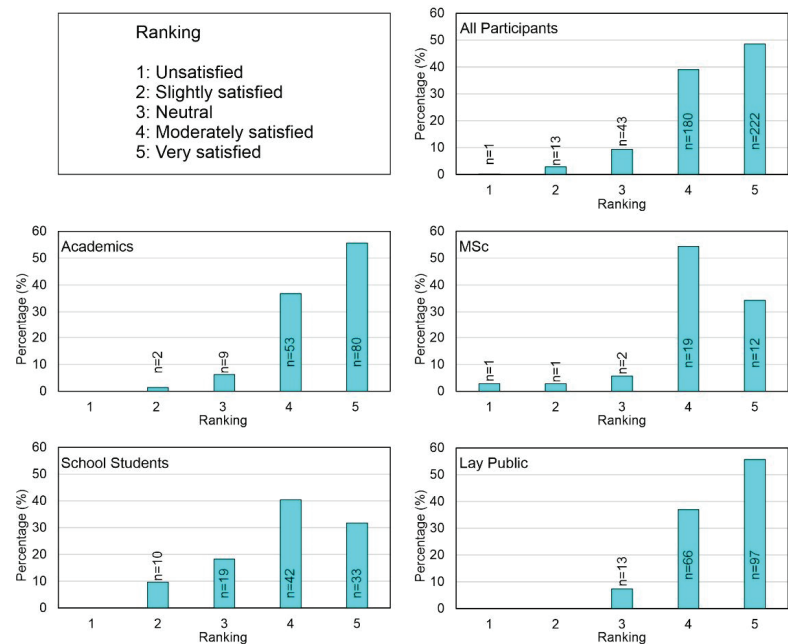 Ranking
1: Unsatisfied
2: Slightly satisfied
3: Neutral
4: Moderately satisfied
5: Very satisfied
All Participants
Percentage (%)
60
50
40
30
20
10
0
n=1
n=13
n=43
n=180
n=222
1 2 3 4 5
Ranking
Academics
Percentage (%)
60
50
40
30
20
10
0
n=2
n=9
n=53
n=80
1 2 3 4 5
Ranking
MSc
Percentage (%)
60
50
40
30
20
10
0
n=1
n=1
n=2
n=19
n=12
1 2 3 4 5
Ranking
School Students
Percentage (%)
60
50
40
30
20
10
0
n=10
n=19
n=42
n=33
1 2 3 4 5
Ranking
Lay Public
Percentage (%)
60
50
40
30
20
10
0
n=13
n=66
n=97
1 2 3 4 5
Ranking